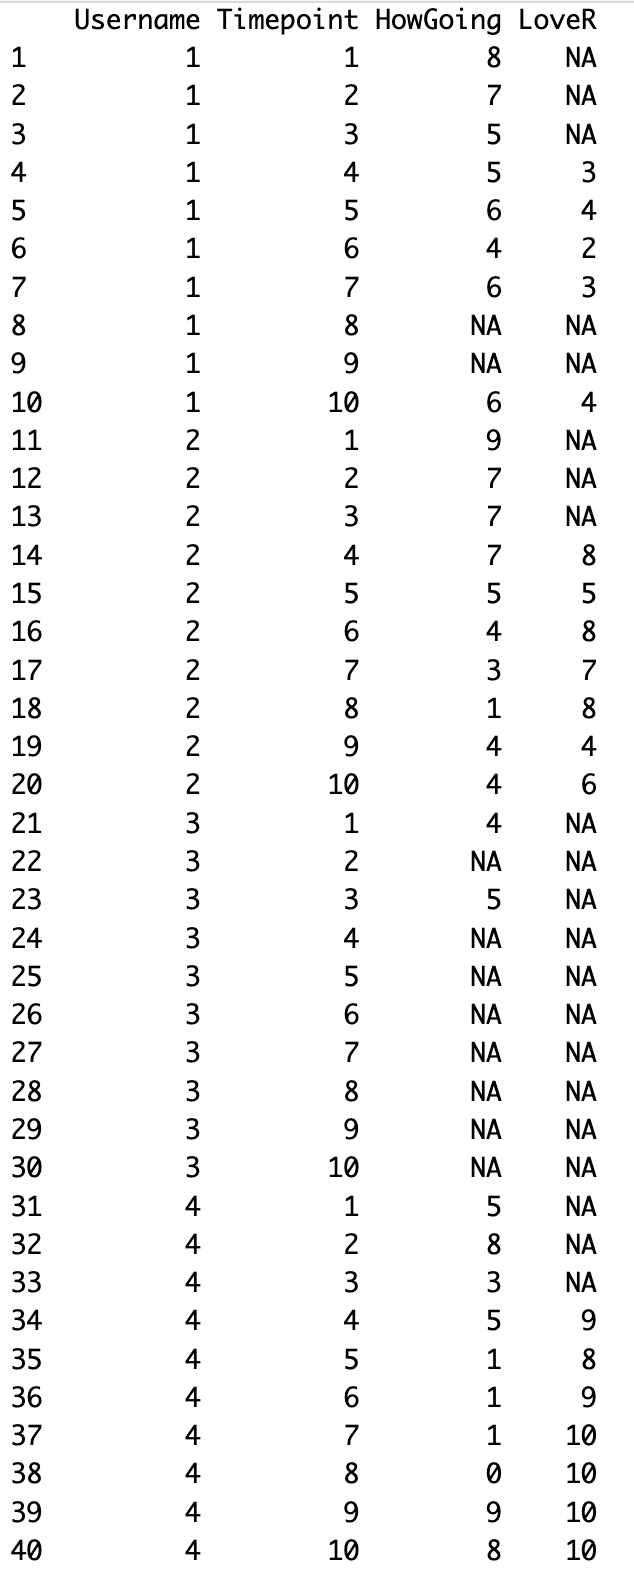 Username Timepoint HowGoing LoveR
1 1 1 8 NA
2 1 2 7 NA
3 1 3 5 NA
4 1 4 5 3
5 1 5 6 4
6 1 6 4 2
7 1 7 6 3
8 1 8 NA NA
9 1 9 NA NA
10 1 10 6 4
11 2 1 9 NA
12 2 2 7 NA
13 2 3 7 NA
14 2 4 7 8
15 2 5 5 5
16 2 6 4 8
17 2 7 3 7
18 2 8 1 8
19 2 9 4 4
20 2 10 4 6
21 3 1 4 NA
22 3 2 NA NA
23 3 3 5 NA
24 3 4 NA NA
25 3 5 NA NA
26 3 6 NA NA
27 3 7 NA NA
28 3 8 NA NA
29 3 9 NA NA
30 3 10 NA NA
31 4 1 5 NA
32 4 2 8 NA
33 4 3 3 NA
34 4 4 5 9
35 4 5 1 8
36 4 6 1 9
37 4 7 1 10
38 4 8 0 10
39 4 9 9 10
40 4 10 8 10